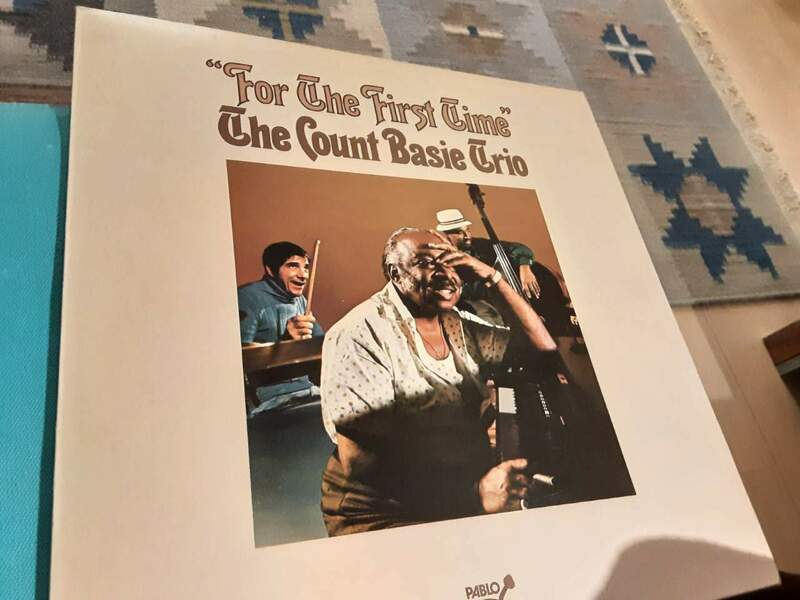 “For The First Time”
The Count Basie Trio
PABLO